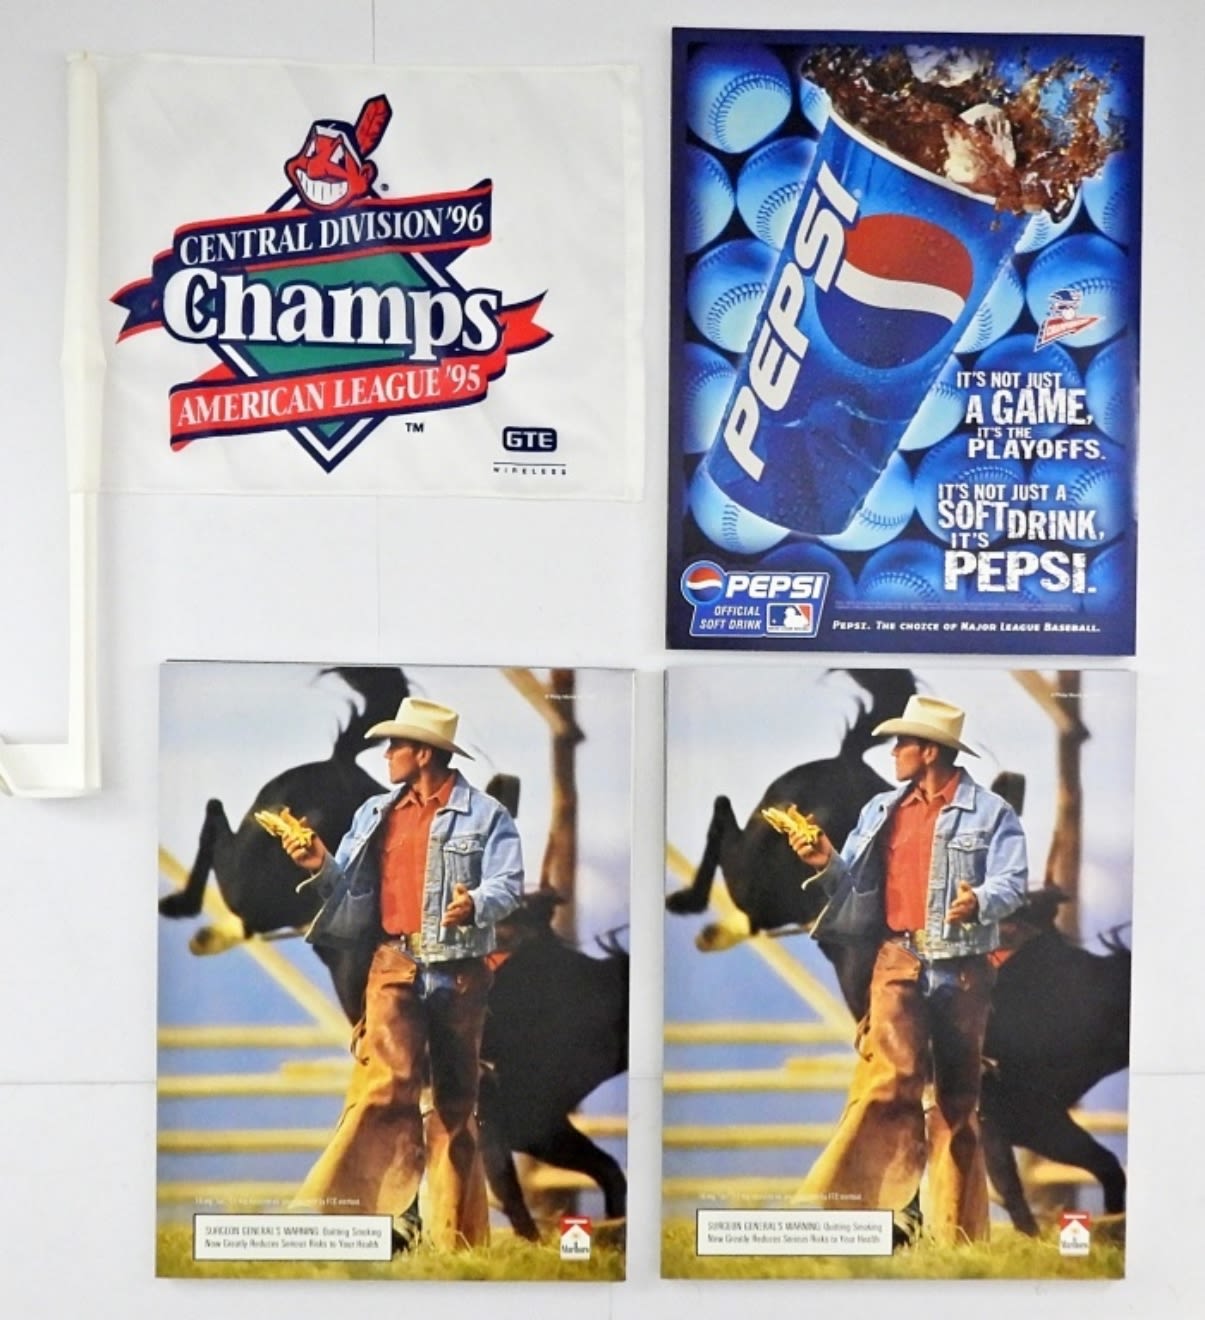 CENTRAL DIVISION '96
Champs
AMERICAN LEAGUE '95
TM
GTE
WIRELESS
PEPSI
IT'S NOT JUST
A GAME,
IT'S THE
PLAYOFFS.
IT'S NOT JUST A
SOFT DRINK,
IT'S
PEPSI.
PEPSI
OFFICIAL
SOFT DRINK
PEPSI. THE CHOICE OF MAJOR LEAGUE BASEBALL.
SURGEON GENERAL'S WARNING: Quitting Smoking
Now Greatly Reduces Serious Risks to Your Health
Marlboro
SURGEON GENERAL'S WARNING: Quitting Smoking
Now Greatly Reduces Serious Risks to Your Health
Marlboro